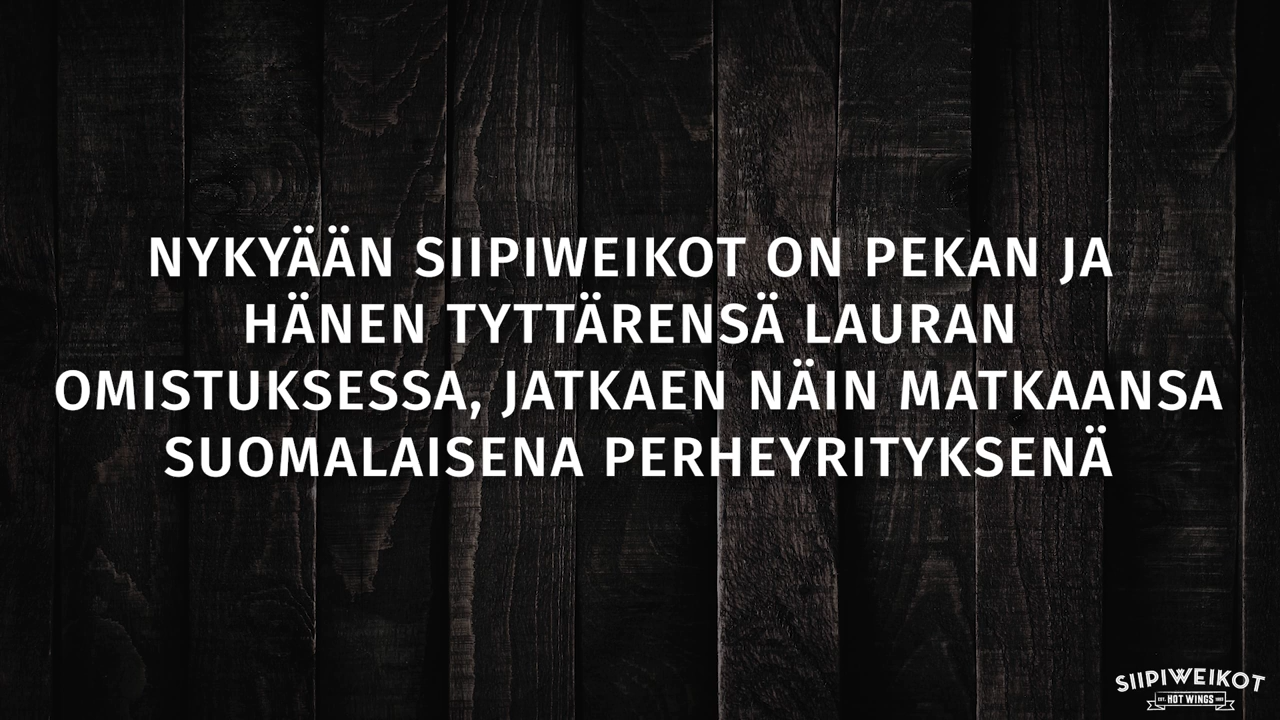 NYKYÄÄN SIIPIWEIKOT ON PEKAN JA
HÄNEN TYTTÄRENSÄ LAURAN
OMISTUKSESSA, JATKAEN NÄIN MATKAANSA
SUOMALAISENA PERHEYRITYKSENÄ
SIIPIWEIKOT
HOT WINGS